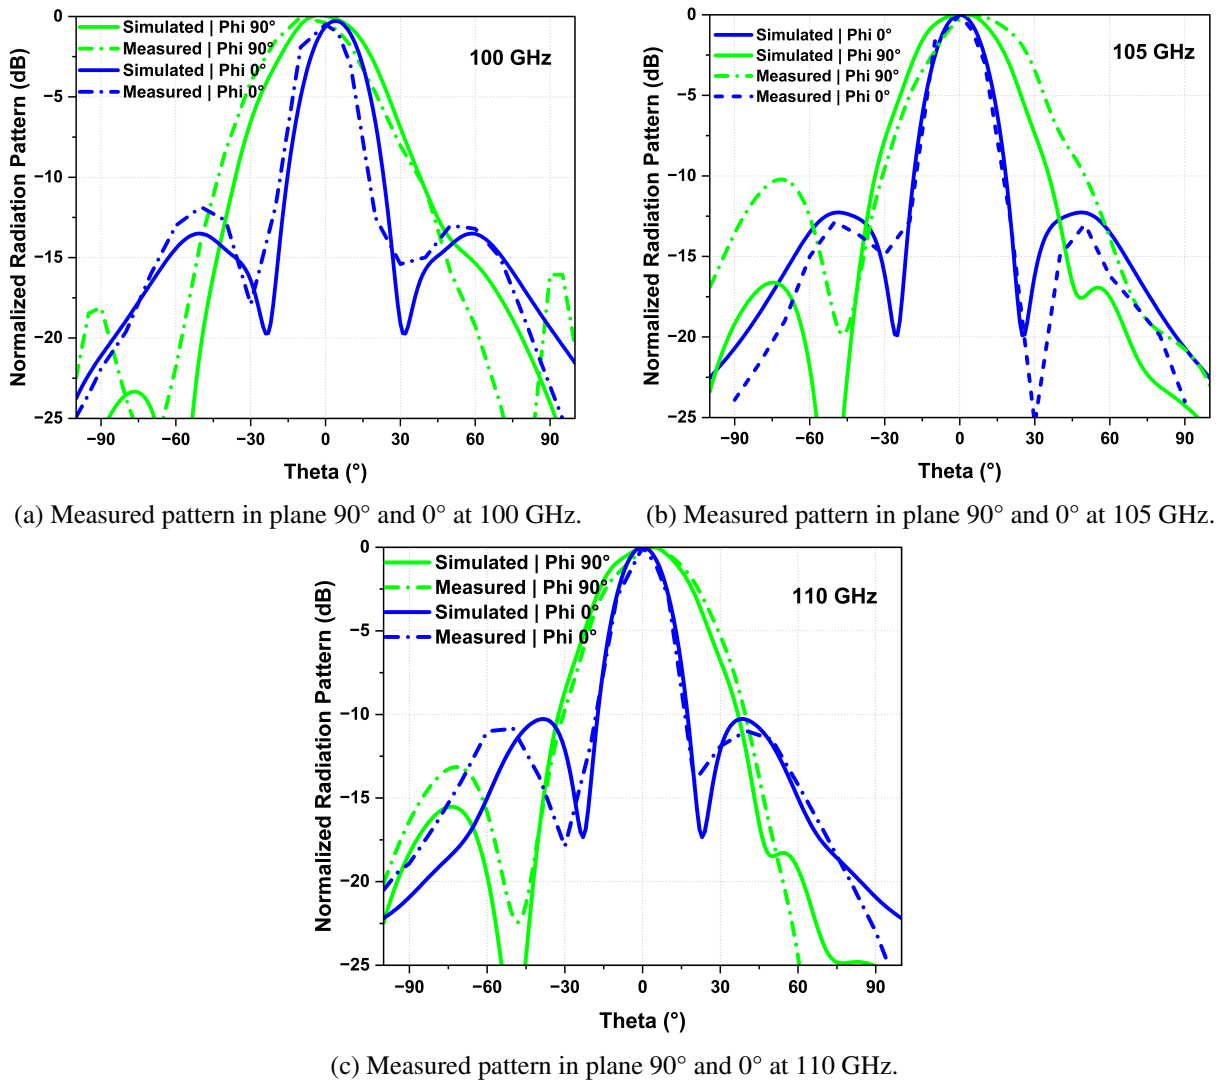 Normalized Radiation Pattern (dB)
0
−5
−10
−15
−20
−25
Simulated | Phi 90°
Measured | Phi 90°
Simulated | Phi 0°
Measured | Phi 0°
100 GHz
−90 −60 −30 0 30 60 90
Theta (°)
(a) Measured pattern in plane 90° and 0° at 100 GHz.
Normalized Radiation Pattern (dB)
0
−5
−10
−15
−20
−25
Simulated | Phi 0°
Simulated | Phi 90°
Measured | Phi 90°
Measured | Phi 0°
105 GHz
−90 −60 −30 0 30 60 90
Theta (°)
(b) Measured pattern in plane 90° and 0° at 105 GHz.
Normalized Radiation Pattern (dB)
0
−5
−10
−15
−20
−25
Simulated | Phi 90°
Measured | Phi 90°
Simulated | Phi 0°
Measured | Phi 0°
110 GHz
−90 −60 −30 0 30 60 90
Theta (°)
(c) Measured pattern in plane 90° and 0° at 110 GHz.